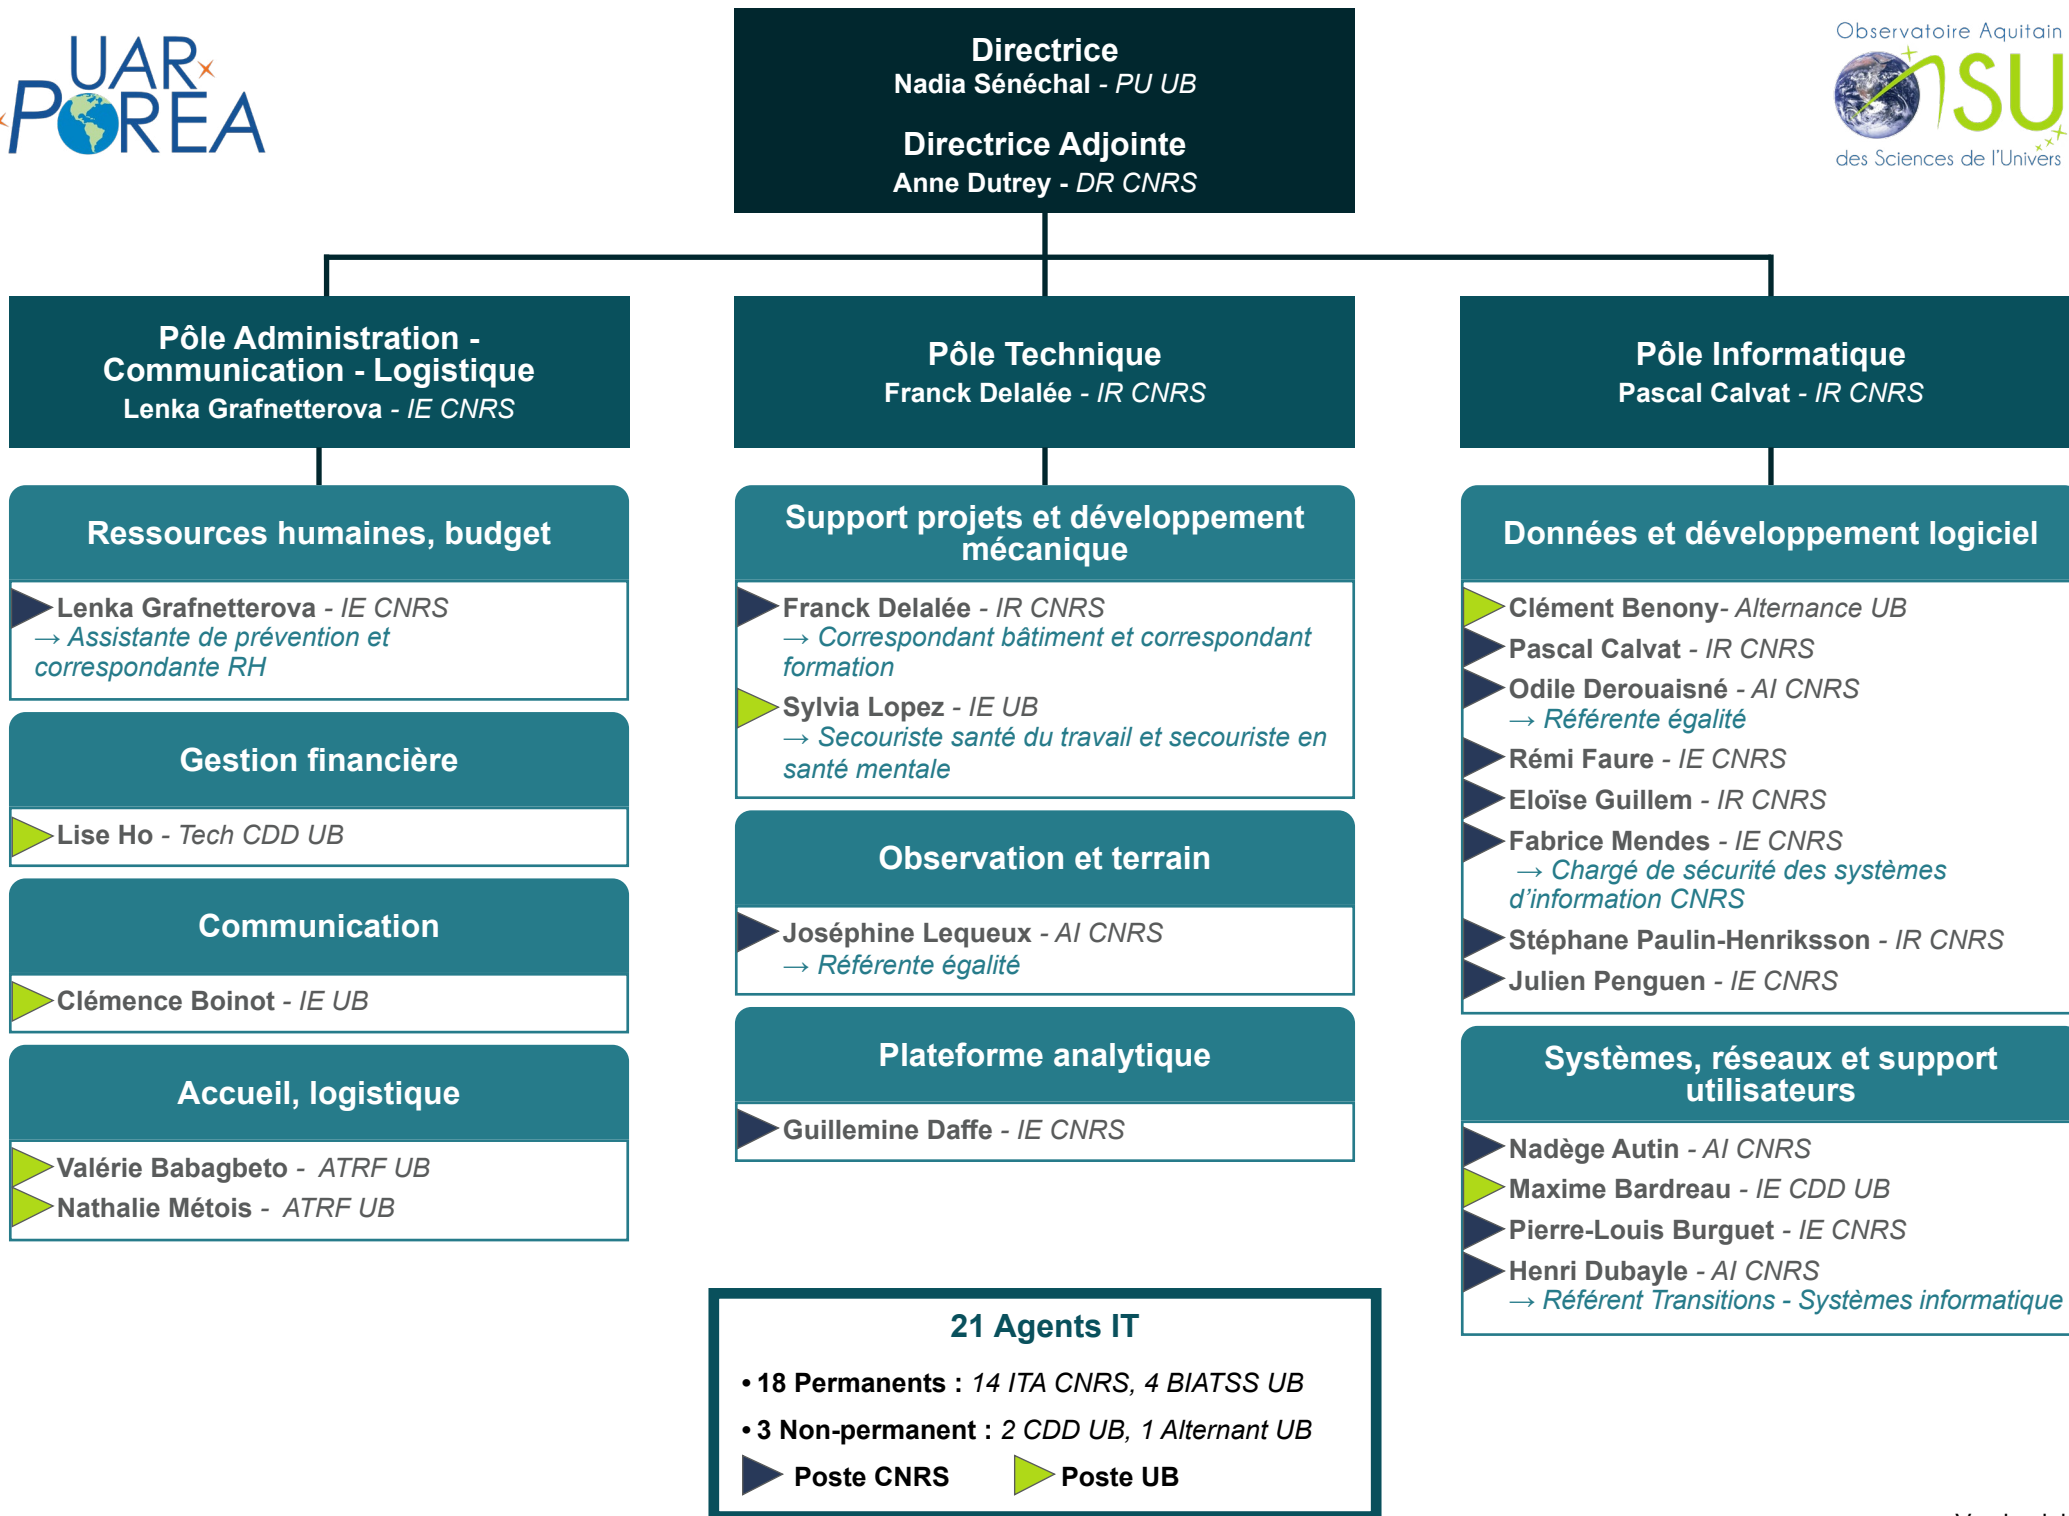 UAR
POREA
Observatoire Aquitain
OASU
des Sciences de l'Univers
Directrice
Nadia Sénéchal - PU UB
Directrice Adjointe
Anne Dutrey - DR CNRS
Pôle Administration -
Communication - Logistique
Lenka Grafnetterova - IE CNRS
Ressources humaines, budget
Lenka Grafnetterova - IE CNRS
→ Assistante de prévention et
correspondante RH
Gestion financière
Lise Ho - Tech CDD UB
Communication
Clémence Boinot - IE UB
Accueil, logistique
Valérie Babagbeto - ATRF UB
Nathalie Métois - ATRF UB
Pôle Technique
Franck Delalée - IR CNRS
Support projets et développement
mécanique
Franck Delalée - IR CNRS
→ Correspondant bâtiment et correspondant
formation
Sylvia Lopez - IE UB
→ Secouriste santé du travail et secouriste en
santé mentale
Observation et terrain
Joséphine Lequeux - AI CNRS
→ Référente égalité
Plateforme analytique
Guillemine Daffe - IE CNRS
Pôle Informatique
Pascal Calvat - IR CNRS
Données et développement logiciel
Clément Benony- Alternance UB
Pascal Calvat - IR CNRS
Odile Derouaisné - AI CNRS
→ Référente égalité
Rémi Faure - IE CNRS
Eloïse Guillem - IR CNRS
Fabrice Mendes - IE CNRS
→ Chargé de sécurité des systèmes
d'information CNRS
Stéphane Paulin-Henriksson - IR CNRS
Julien Penguen - IE CNRS
Systèmes, réseaux et support
utilisateurs
Nadège Autin - AI CNRS
Maxime Bardreau - IE CDD UB
Pierre-Louis Burguet - IE CNRS
Henri Dubayle - AI CNRS
→ Référent Transitions - Systèmes informatique
21 Agents IT
• 18 Permanents : 14 ITA CNRS, 4 BIATSS UB
• 3 Non-permanent : 2 CDD UB, 1 Alternant UB
Poste CNRS
Poste UB